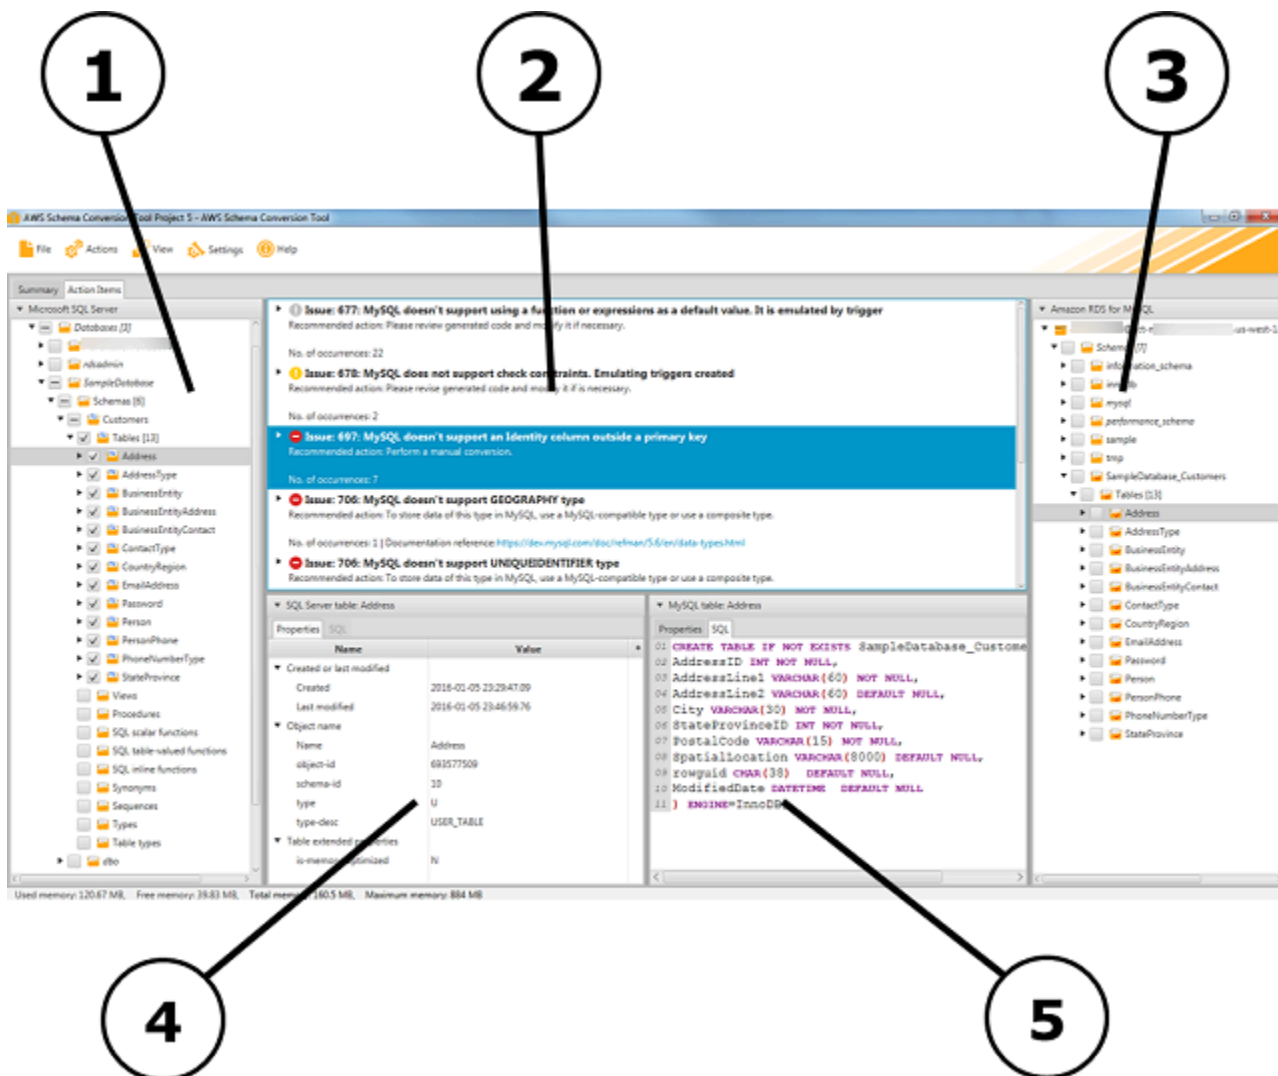 1
2
3
AWS Schema Conversion Tool Project 5 – AWS Schema Conversion Tool
File Actions View Settings Help
Summary Action Items
Microsoft SQL Server
Databases [3]
rdsadmin
SampleDatabase
Schemas [6]
Customers
Tables [13]
Address
AddressType
BusinessEntity
BusinessEntityAddress
BusinessEntityContact
ContactType
CountryRegion
EmailAddress
Password
Person
PersonPhone
PhoneNumberType
StateProvince
Views
Procedures
SQL scalar functions
SQL table-valued functions
SQL inline functions
Synonyms
Sequences
Types
Table types
dbo
Issue: 677: MySQL doesn't support using a function or expressions as a default value. It is emulated by trigger
Recommended action: Please review generated code and modify it if necessary.
No. of occurrences: 22
Issue: 678: MySQL does not support check constraints. Emulating triggers created
Recommended action: Please revise generated code and modify it if is necessary.
No. of occurrences: 2
Issue: 697: MySQL doesn't support an Identity column outside a primary key
Recommended action: Perform a manual conversion.
No. of occurrences: 7
Issue: 706: MySQL doesn't support GEOGRAPHY type
Recommended action: To store data of this type in MySQL, use a MySQL-compatible type or use a composite type.
No. of occurrences: 1 | Documentation reference: https://dev.mysql.com/doc/refman/5.6/en/data-types.html
Issue: 706: MySQL doesn't support UNIQUEIDENTIFIER type
Recommended action: To store data of this type in MySQL, use a MySQL-compatible type or use a composite type.
SQL Server table: Address
Properties SQL
Name Value
Created or last modified
Created 2016-01-05 23:29:47.09
Last modified 2016-01-05 23:46:59.76
Object name
Name Address
object-id 693577509
schema-id 10
type U
type-desc USER_TABLE
Table extended properties
is-memory-optimized N
MySQL table: Address
Properties SQL
01 CREATE TABLE IF NOT EXISTS SampleDatabase_Custome
02 AddressID INT NOT NULL,
03 AddressLine1 VARCHAR(60) NOT NULL,
04 AddressLine2 VARCHAR(60) DEFAULT NULL,
05 City VARCHAR(30) NOT NULL,
06 StateProvinceID INT NOT NULL,
07 PostalCode VARCHAR(15) NOT NULL,
08 SpatialLocation VARCHAR(8000) DEFAULT NULL,
09 rowguid CHAR(38) DEFAULT NULL,
10 ModifiedDate DATETIME DEFAULT NULL
11 ) ENGINE=InnoDB
Amazon RDS for MySQL
.us-west-1
Schemas [7]
information_schema
innodb
mysql
performance_schema
sample
tmp
SampleDatabase_Customers
Tables [13]
Address
AddressType
BusinessEntity
BusinessEntityAddress
BusinessEntityContact
ContactType
CountryRegion
EmailAddress
Password
Person
PersonPhone
PhoneNumberType
StateProvince
Used memory: 120.67 MB, Free memory: 39.83 MB, Total memory: 160.5 MB, Maximum memory: 884 MB
4
5